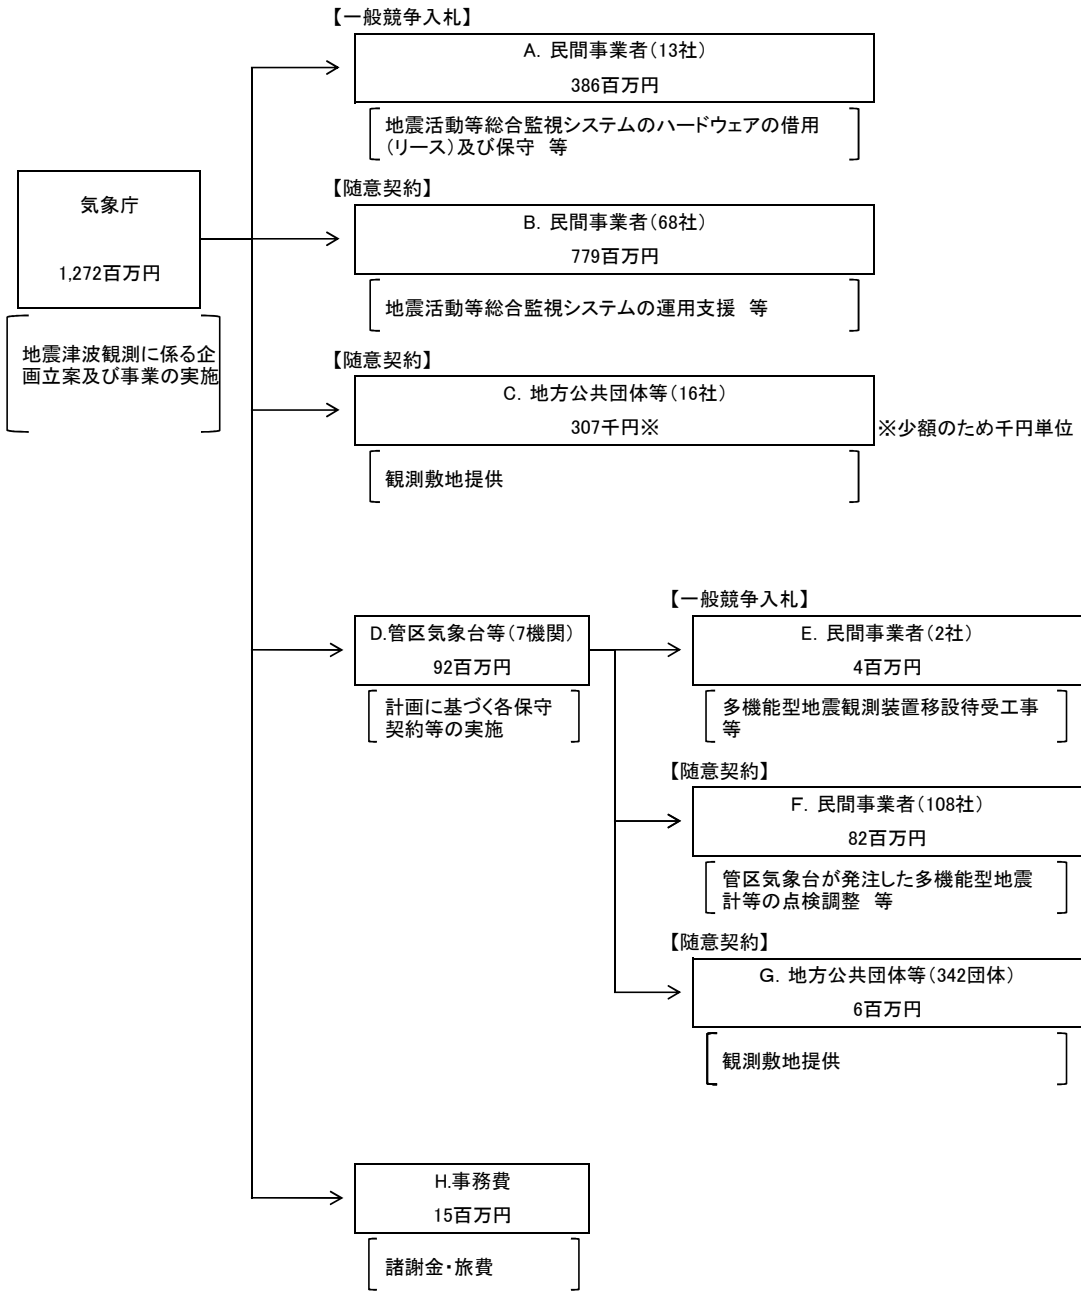 【一般競争入札】
A. 民間事業者(13社)
386百万円
地震活動等総合監視システムのハードウェアの借用
(リース)及び保守　等
気象庁
1,272百万円
地震津波観測に係る企
画立案及び事業の実施
【随意契約】
B. 民間事業者(68社)
779百万円
地震活動等総合監視システムの運用支援　等
【随意契約】
C. 地方公共団体等(16社)
307千円※
※少額のため千円単位
観測敷地提供
D.管区気象台等(7機関)
92百万円
計画に基づく各保守
契約等の実施
【一般競争入札】
E. 民間事業者(2社)
4百万円
多機能型地震観測装置移設待受工事
等
【随意契約】
F. 民間事業者(108社)
82百万円
管区気象台が発注した多機能型地震
計等の点検調整　等
【随意契約】
G. 地方公共団体等(342団体)
6百万円
観測敷地提供
H.事務費
15百万円
諸謝金・旅費